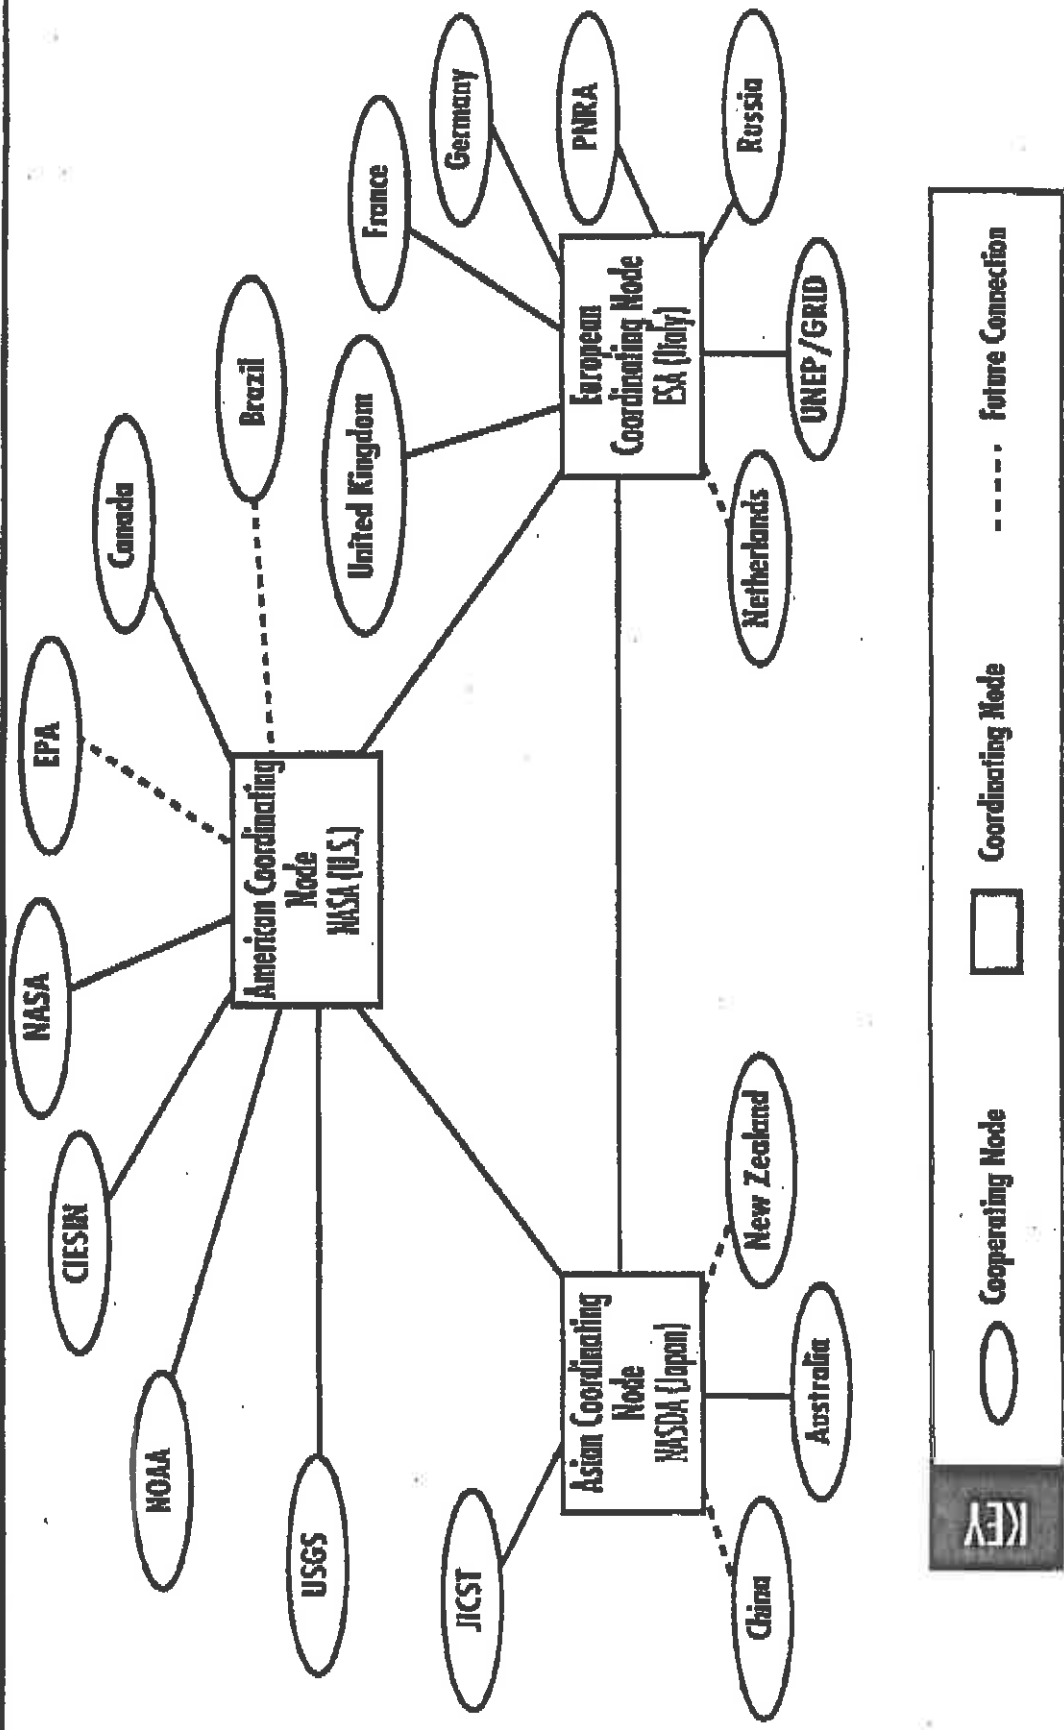 EPA
NASA
Canada
CIESIN
Brazil
NOAA
American Coordinating
Node
NASA (U.S.)
France
United Kingdom
Germany
USGS
JICST
PNRA
European
Coordinating Node
ESA (Italy)
Asian Coordinating
Node
NASDA (Japan)
Russia
Netherlands
New Zealand
China
UNEP/GRID
Australia
KEY
Cooperating Node
Coordinating Node
Future Connection